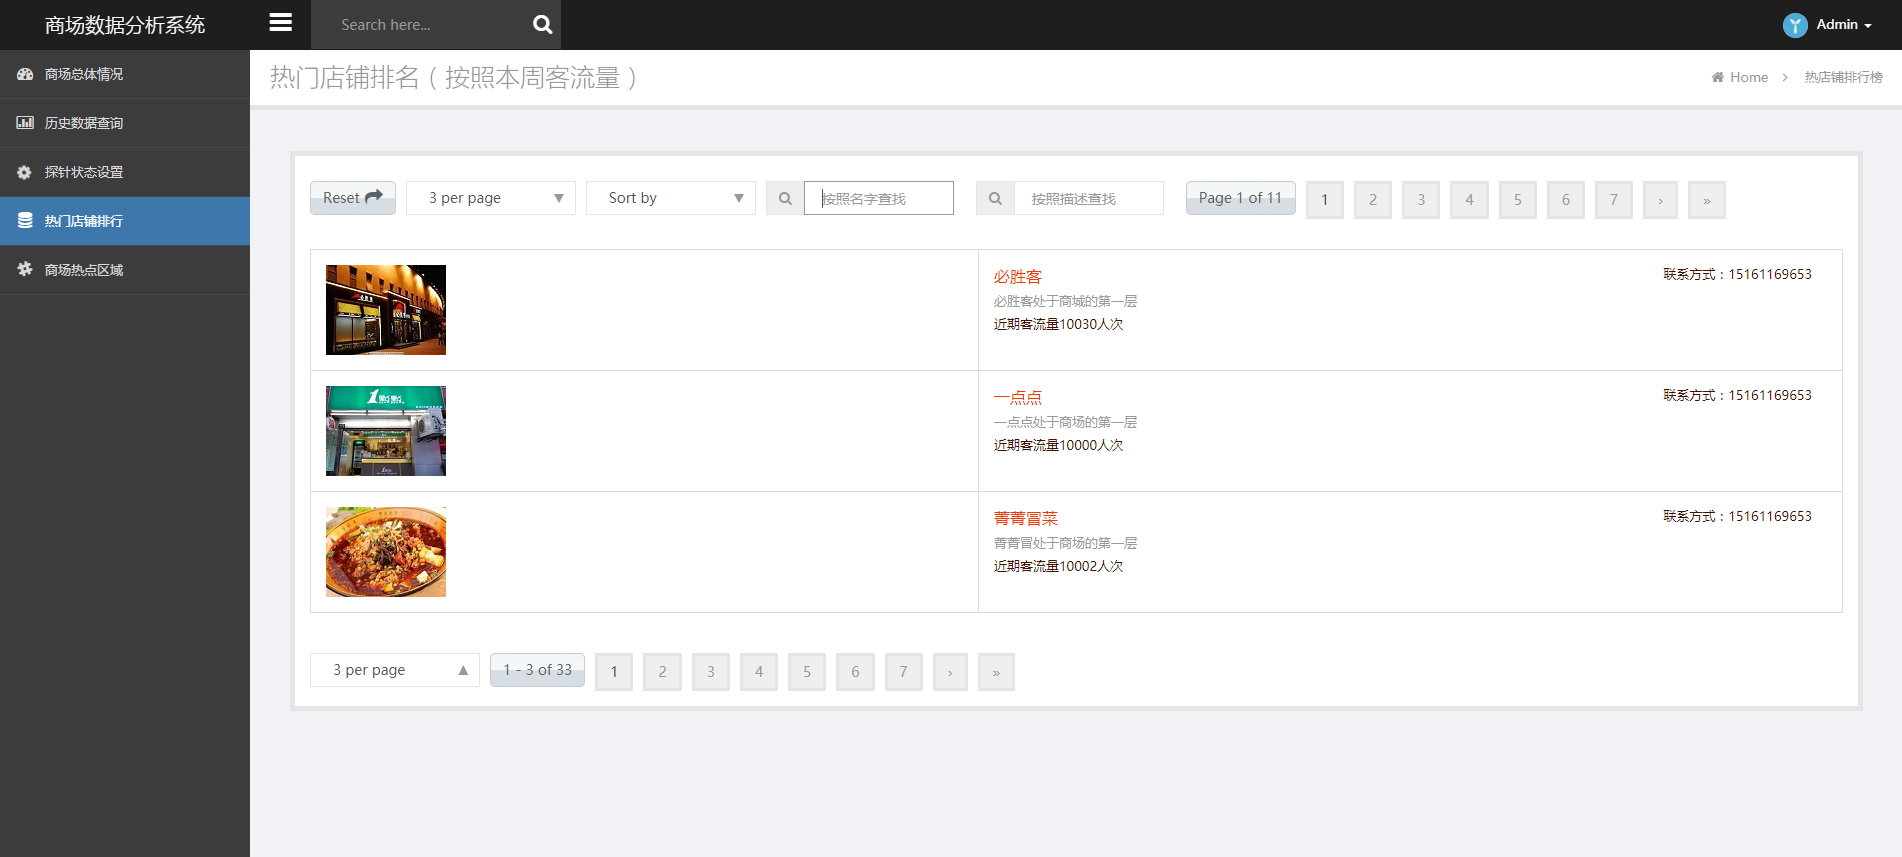 商场数据分析系统
Search here...
Admin
商场总体情况
历史数据查询
探针状态设置
热门店铺排行
商场热点区域
热门店铺排名（按照本周客流量）
Home › 热店铺排行榜
Reset 3 per page ▼ Sort by ▼ 按照名字查找 按照描述查找 Page 1 of 11 1 2 3 4 5 6 7 › »
必胜客
联系方式：15161169653
必胜客处于商城的第一层
近期客流量10030人次
1點點
一点点
联系方式：15161169653
一点点处于商场的第一层
近期客流量10000人次
菁菁冒菜
联系方式：15161169653
菁菁冒处于商场的第一层
近期客流量10002人次
3 per page ▲ 1 - 3 of 33 1 2 3 4 5 6 7 › »